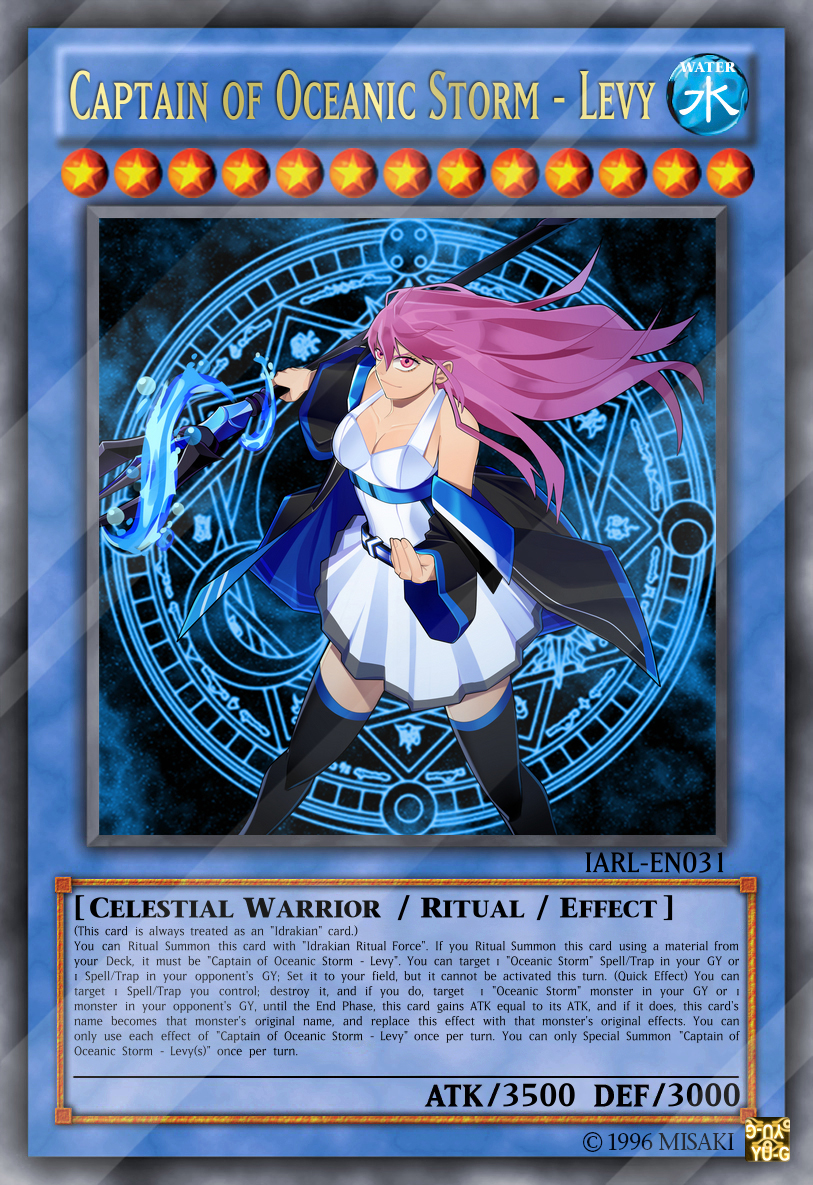 Captain of Oceanic Storm - Levy
WATER
水
IARL-EN031
[ Celestial Warrior / Ritual / Effect ]
(This card is always treated as an "Idrakian" card.)
You can Ritual Summon this card with "Idrakian Ritual Force". If you Ritual Summon this card using a material from
your Deck, it must be "Captain of Oceanic Storm - Levy". You can target 1 "Oceanic Storm" Spell/Trap in your GY or
1 Spell/Trap in your opponent's GY; Set it to your field, but it cannot be activated this turn. (Quick Effect) You can
target 1 Spell/Trap you control; destroy it, and if you do, target 1 "Oceanic Storm" monster in your GY or 1
monster in your opponent's GY, until the End Phase, this card gains ATK equal to its ATK, and if it does, this card's
name becomes that monster's original name, and replace this effect with that monster's original effects. You can
only use each effect of "Captain of Oceanic Storm - Levy" once per turn. You can only Special Summon "Captain of
Oceanic Storm - Levy(s)" once per turn.
ATK/3500 DEF/3000
© 1996 MISAKI